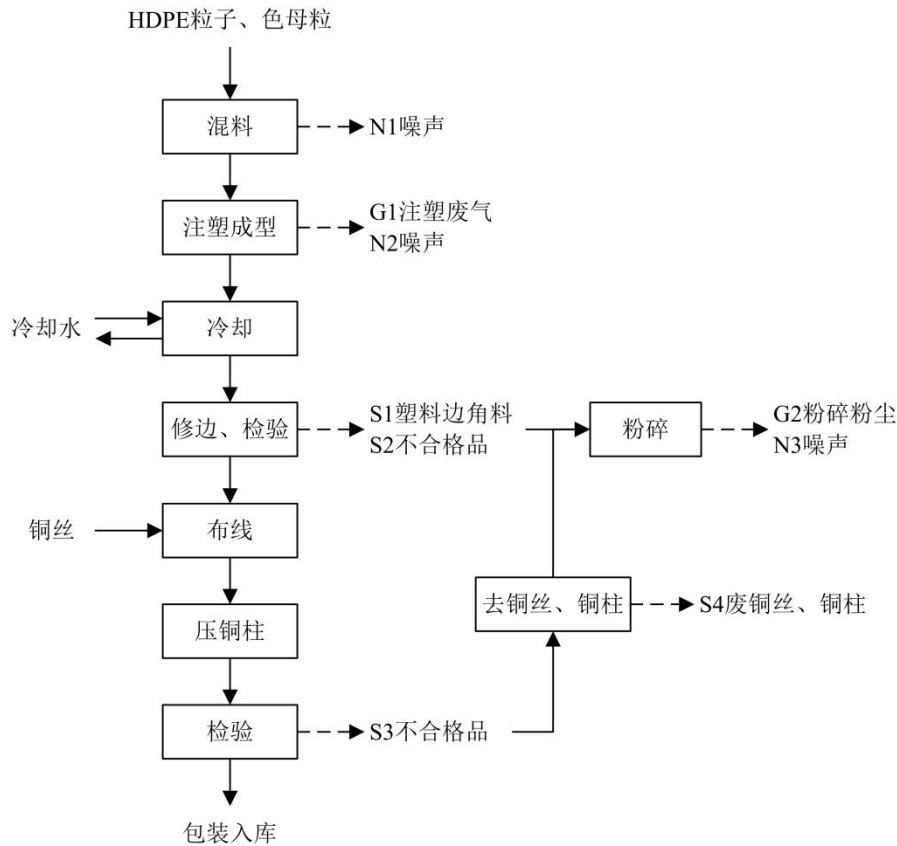 HDPE粒子、色母粒
混料
N1噪声
注塑成型
G1注塑废气
N2噪声
冷却水
冷却
修边、检验
S1塑料边角料
S2不合格品
粉碎
G2粉碎粉尘
N3噪声
铜丝
布线
去铜丝、铜柱
S4废铜丝、铜柱
压铜柱
检验
S3不合格品
包装入库